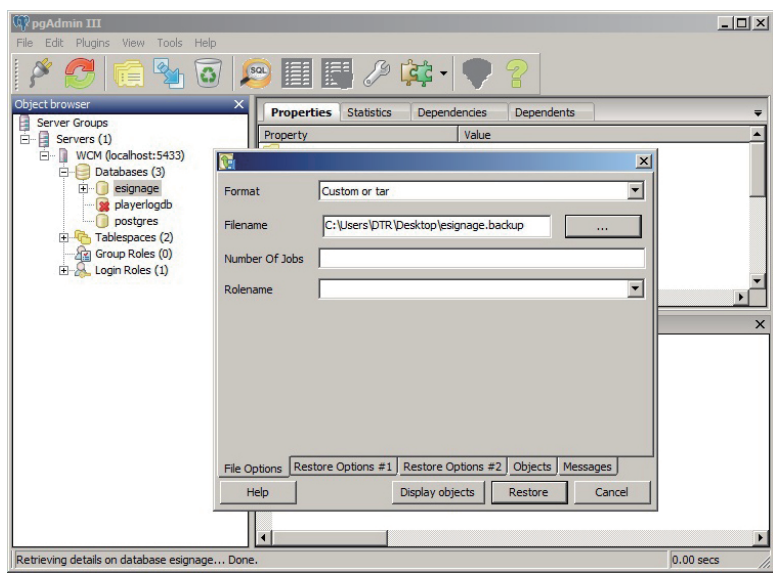 pgAdmin III
File Edit Plugins View Tools Help
SQL
Object browser
Server Groups
Servers (1)
WCM (localhost:5433)
Databases (3)
esignage
playerlogdb
postgres
Tablespaces (2)
Group Roles (0)
Login Roles (1)
Properties Statistics Dependencies Dependents
Property Value
Format Custom or tar
Filename C:\Users\DTR\Desktop\esignage.backup ...
Number Of Jobs
Rolename
File Options Restore Options #1 Restore Options #2 Objects Messages
Help Display objects Restore Cancel
Retrieving details on database esignage... Done. 0.00 secs